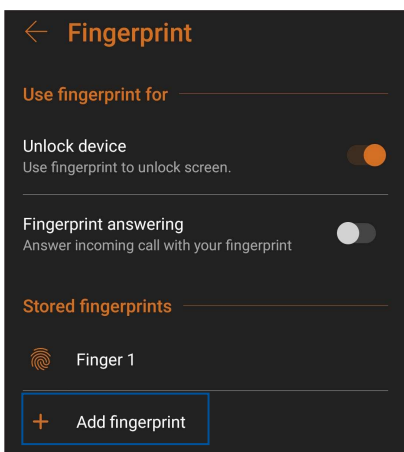 Fingerprint
Use fingerprint for
Unlock device
Use fingerprint to unlock screen.
Fingerprint answering
Answer incoming call with your fingerprint
Stored fingerprints
Finger 1
Add fingerprint